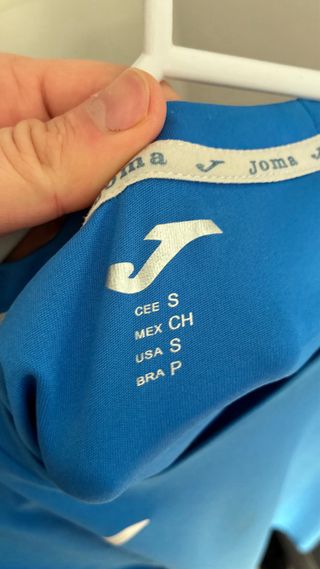 Joma Joma J
CEE S
MEX CH
USA S
BRA P